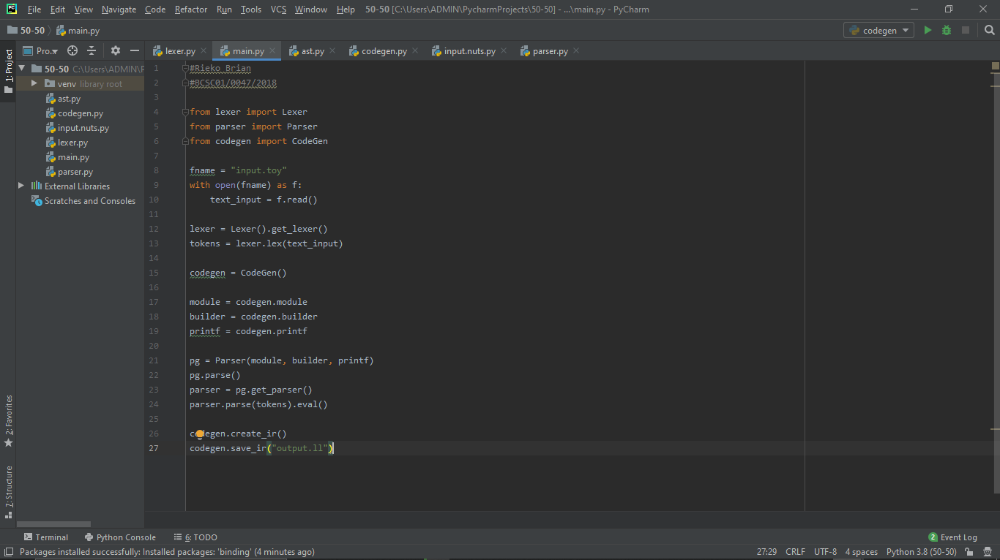 PC File Edit View Navigate Code Refactor Run Tools VCS Window Help 50-50 [C:\Users\ADMIN\PycharmProjects\50-50] - ...\main.py - PyCharm
50-50 main.py codegen
1: Project
Pro... lexer.py main.py ast.py codegen.py input.nuts.py parser.py
50-50 C:\Users\ADMIN\P
venv library root
ast.py
codegen.py
input.nuts.py
lexer.py
main.py
parser.py
External Libraries
Scratches and Consoles
1 #Rieko Brian
2 #BCSC01/0047/2018
3
4 from lexer import Lexer
5 from parser import Parser
6 from codegen import CodeGen
7
8 fname = "input.toy"
9 with open(fname) as f:
10     text_input = f.read()
11
12 lexer = Lexer().get_lexer()
13 tokens = lexer.lex(text_input)
14
15 codegen = CodeGen()
16
17 module = codegen.module
18 builder = codegen.builder
19 printf = codegen.printf
20
21 pg = Parser(module, builder, printf)
22 pg.parse()
23 parser = pg.get_parser()
24 parser.parse(tokens).eval()
25
26 codegen.create_ir()
27 codegen.save_ir("output.ll")
2: Favorites
7: Structure
Terminal Python Console 6: TODO 2 Event Log
Packages installed successfully: Installed packages: 'binding' (4 minutes ago) 27:29 CRLF UTF-8 4 spaces Python 3.8 (50-50)